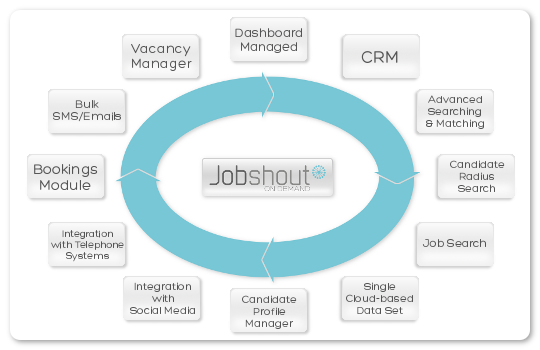 Dashboard
Managed
CRM
Advanced
Searching
& Matching
Candidate
Radius
Search
Job Search
Single
Cloud-based
Data Set
Candidate
Profile
Manager
Integration
with
Social Media
Integration
with Telephone
Systems
Bookings
Module
Bulk
SMS/Emails
Vacancy
Manager
Jobshout
ON DEMAND